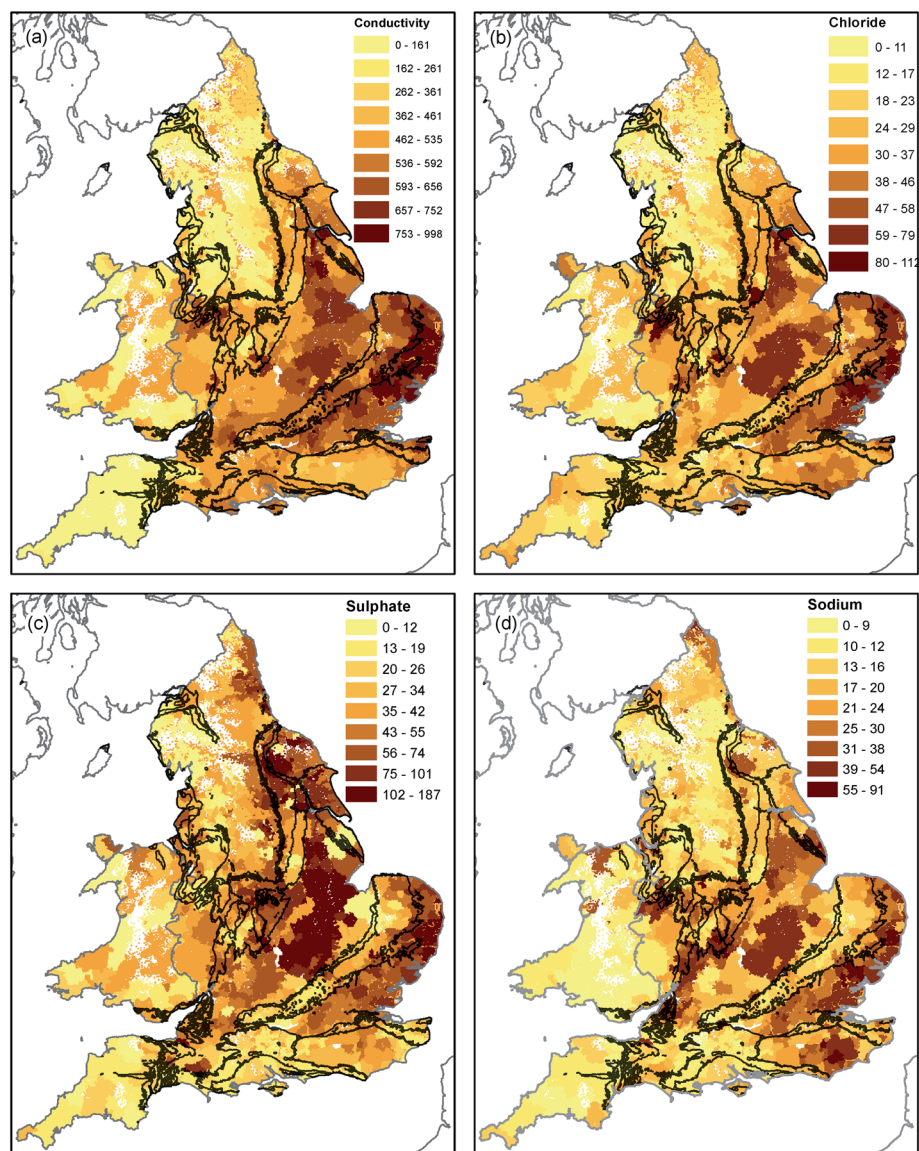 (a)
Conductivity
0 - 161
162 - 261
262 - 361
362 - 461
462 - 535
536 - 592
593 - 656
657 - 752
753 - 998
(b)
Chloride
0 - 11
12 - 17
18 - 23
24 - 29
30 - 37
38 - 46
47 - 58
59 - 79
80 - 112
(c)
Sulphate
0 - 12
13 - 19
20 - 26
27 - 34
35 - 42
43 - 55
56 - 74
75 - 101
102 - 187
(d)
Sodium
0 - 9
10 - 12
13 - 16
17 - 20
21 - 24
25 - 30
31 - 38
39 - 54
55 - 91